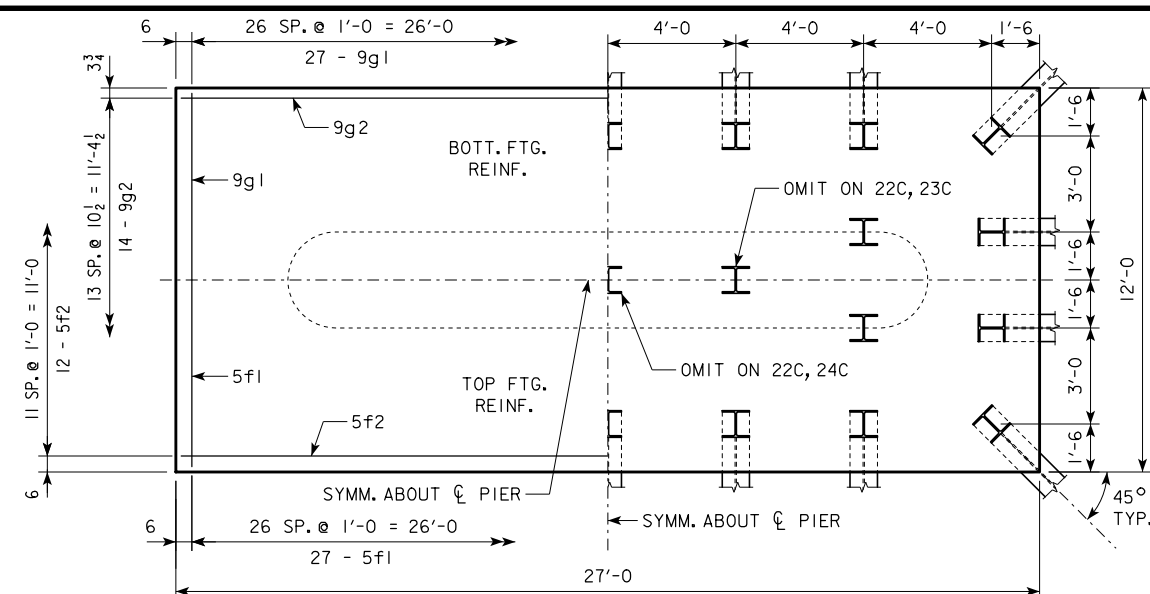 6
26 SP. @ 1'-0 = 26'-0
27 - 9g1
4'-0
4'-0
4'-0
1'-6
3 3/4
9g2
9g1
BOTT. FTG.
REINF.
13 SP. @ 10 1/2 = 11'-4 1/2
14 - 9g2
OMIT ON 22C, 23C
1'-6
3'-0
1'-6
1'-6
3'-0
1'-6
12'-0
11 SP. @ 1'-0 = 11'-0
12 - 5f2
5f1
TOP FTG.
REINF.
OMIT ON 22C, 24C
5f2
6
SYMM. ABOUT ℄ PIER
SYMM. ABOUT ℄ PIER
45°
TYP.
6
26 SP. @ 1'-0 = 26'-0
27 - 5f1
27'-0